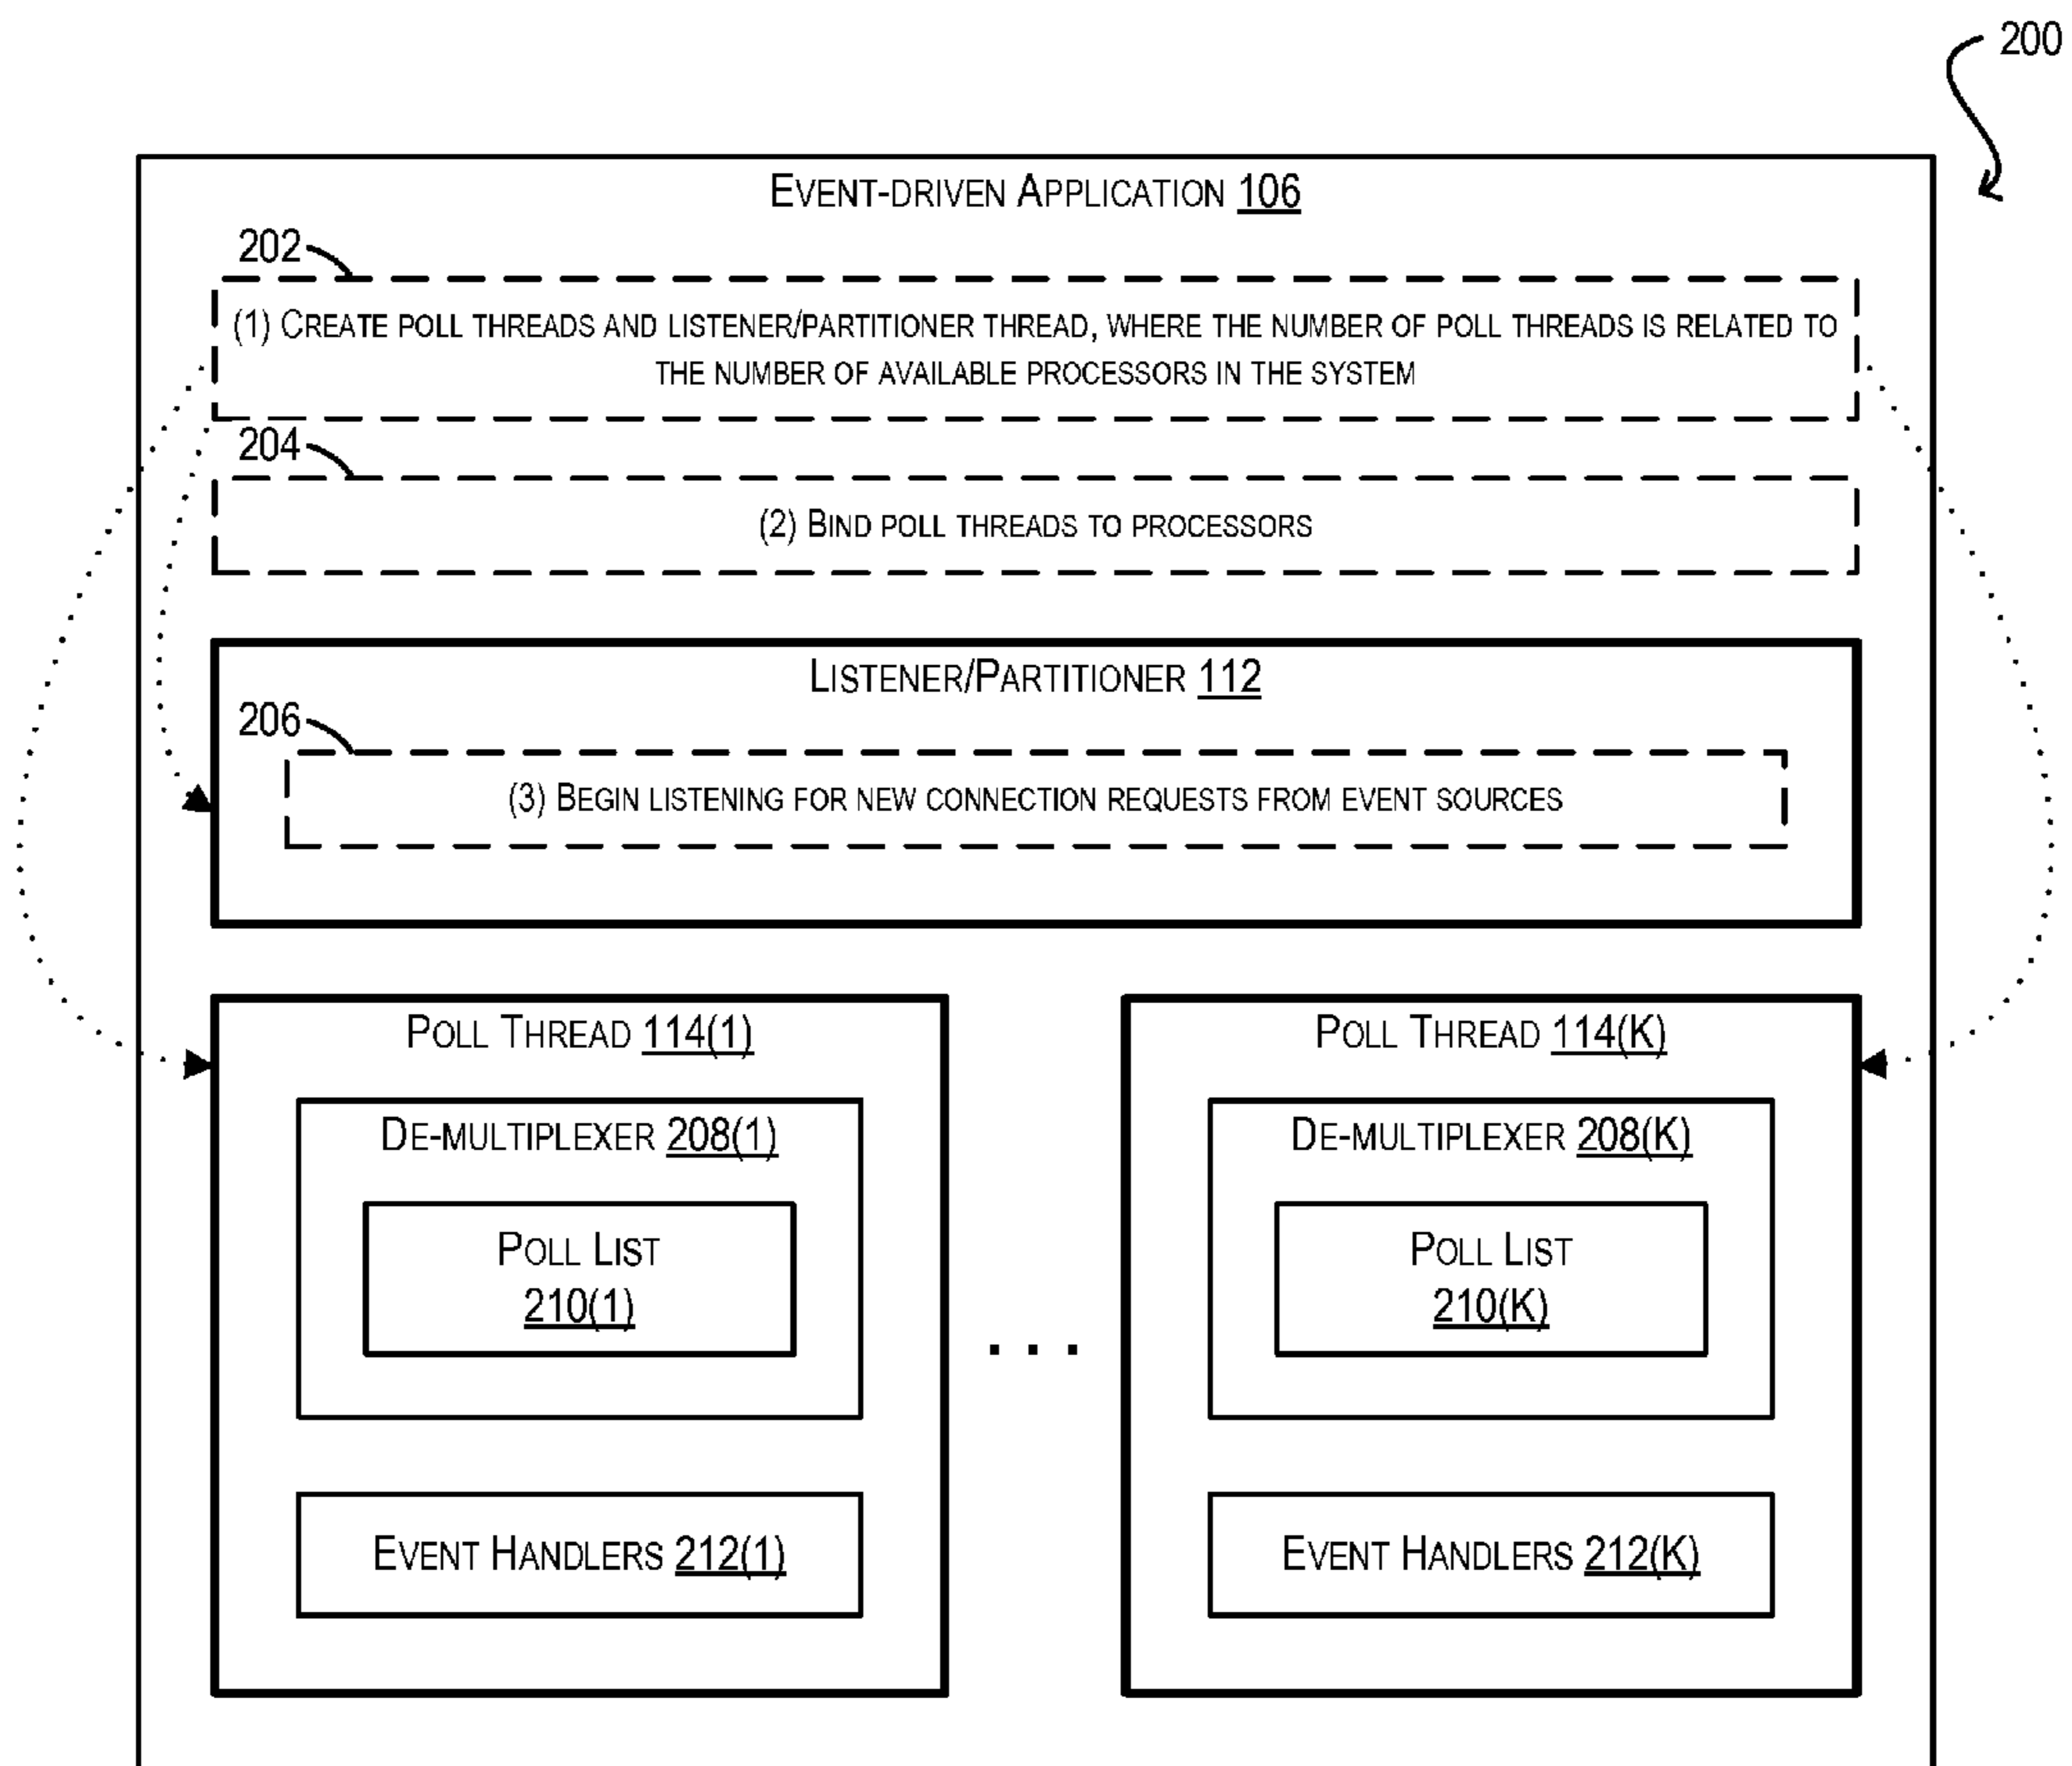 200
Event-driven Application 106
202
(1) Create poll threads and listener/partitioner thread, where the number of poll threads is related to
the number of available processors in the system
204
(2) Bind poll threads to processors
Listener/Partitioner 112
206
(3) Begin listening for new connection requests from event sources
Poll Thread 114(1)
De-multiplexer 208(1)
Poll List
210(1)
Event Handlers 212(1)
. . .
Poll Thread 114(K)
De-multiplexer 208(K)
Poll List
210(K)
Event Handlers 212(K)